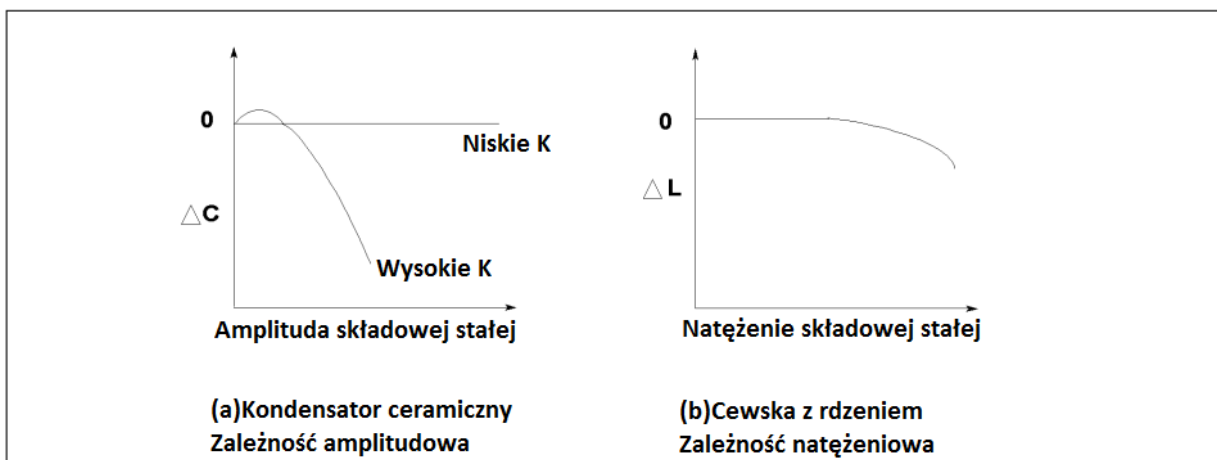 0
Niskie K
△C
Wysokie K
Amplituda składowej stałej
(a)Kondensator ceramiczny
Zależność amplitudowa
0
△L
Natężenie składowej stałej
(b)Cewska z rdzeniem
Zależność natężeniowa